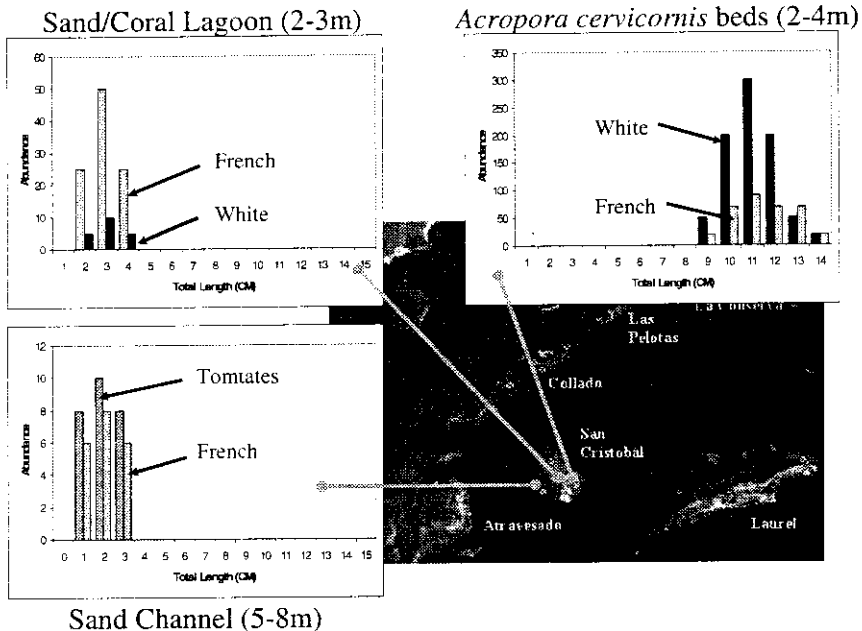 Sand/Coral Lagoon (2-3m)
Acropora cervicornis beds (2-4m)
60
50
40
30
20
10
0
Abundance
French
White
1 2 3 4 5 6 7 8 9 10 11 12 13 14 15
Total Length (CM)
350
300
250
200
150
100
50
0
Abundance
White
French
1 2 3 4 5 6 7 8 9 10 11 12 13 14
Total Length (CM)
Las
Pelotas
Collado
San
Cristobal
Atravesado
Laurel
12
10
8
6
4
2
0
Abundance
Tomtates
French
0 1 2 3 4 5 6 7 8 9 10 11 12 13 14 15
Total Length (CM)
Sand Channel (5-8m)